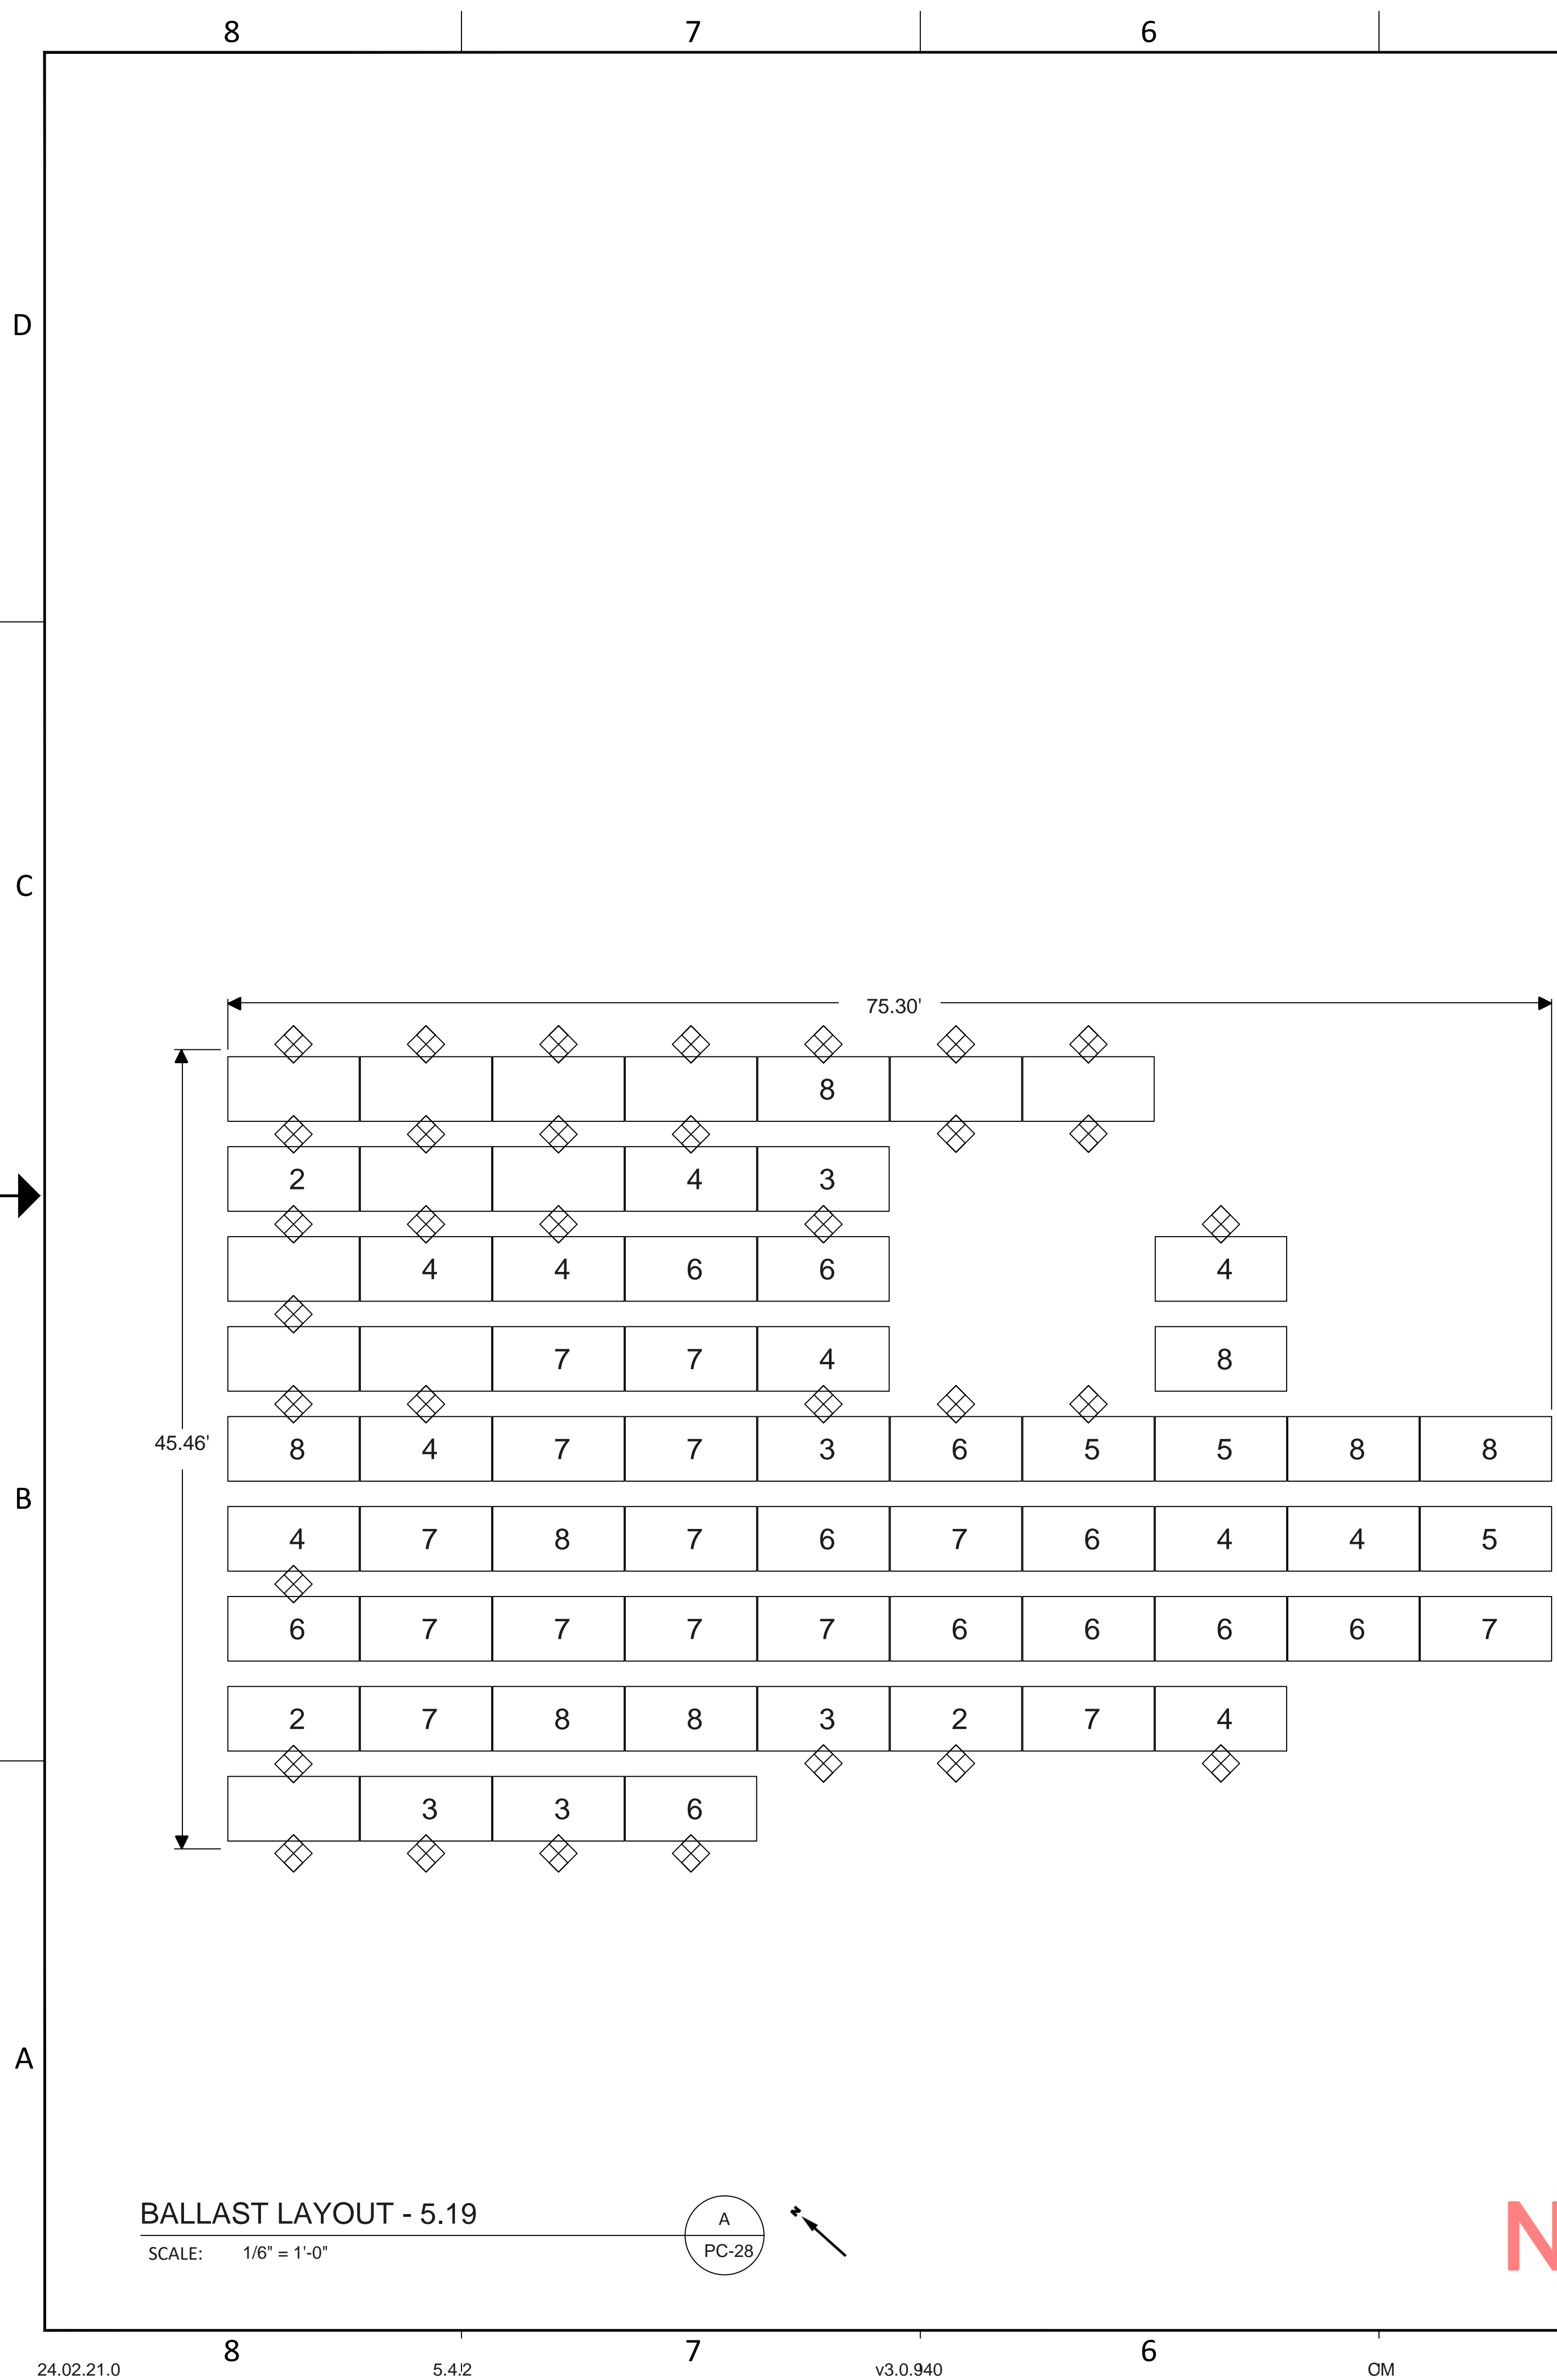 8 7 6
D
C
75.30'
8
2 4 3
4 4 6 6 4
7 7 4 8
45.46'
8 4 7 7 3 6 5 5 8 8
B
4 7 8 7 6 7 6 4 4 5
6 7 7 7 7 6 6 6 6 7
2 7 8 8 3 2 7 4
3 3 6
A
BALLAST LAYOUT - 5.19
SCALE: 1/6" = 1'-0"
A
PC-28
N
N
8 7 6
24.02.21.0 5.4.2 v3.0.940 OM